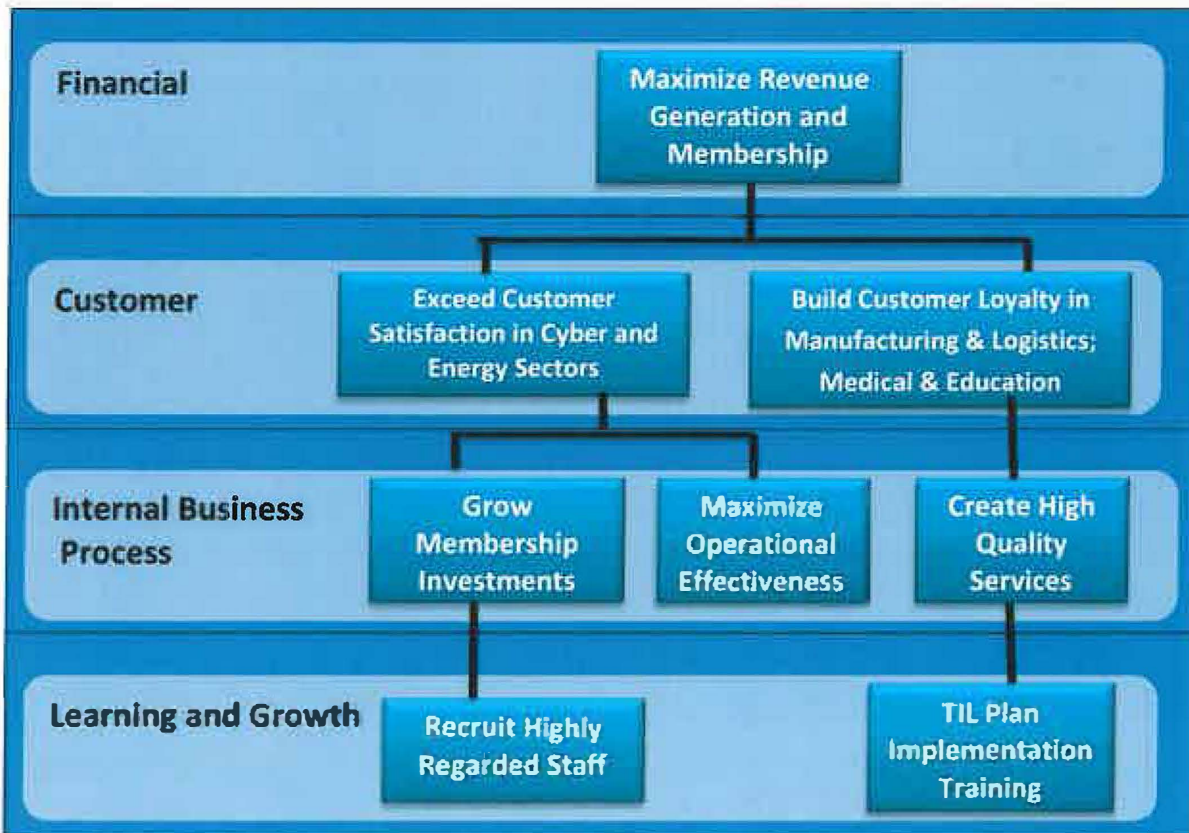 Financial
Maximize Revenue
Generation and
Membership
Customer
Exceed Customer
Satisfaction in Cyber and
Energy Sectors
Build Customer Loyalty in
Manufacturing & Logistics;
Medical & Education
Internal Business
Process
Grow
Membership
Investments
Maximize
Operational
Effectiveness
Create High
Quality
Services
Learning and Growth
Recruit Highly
Regarded Staff
TIL Plan
Implementation
Training